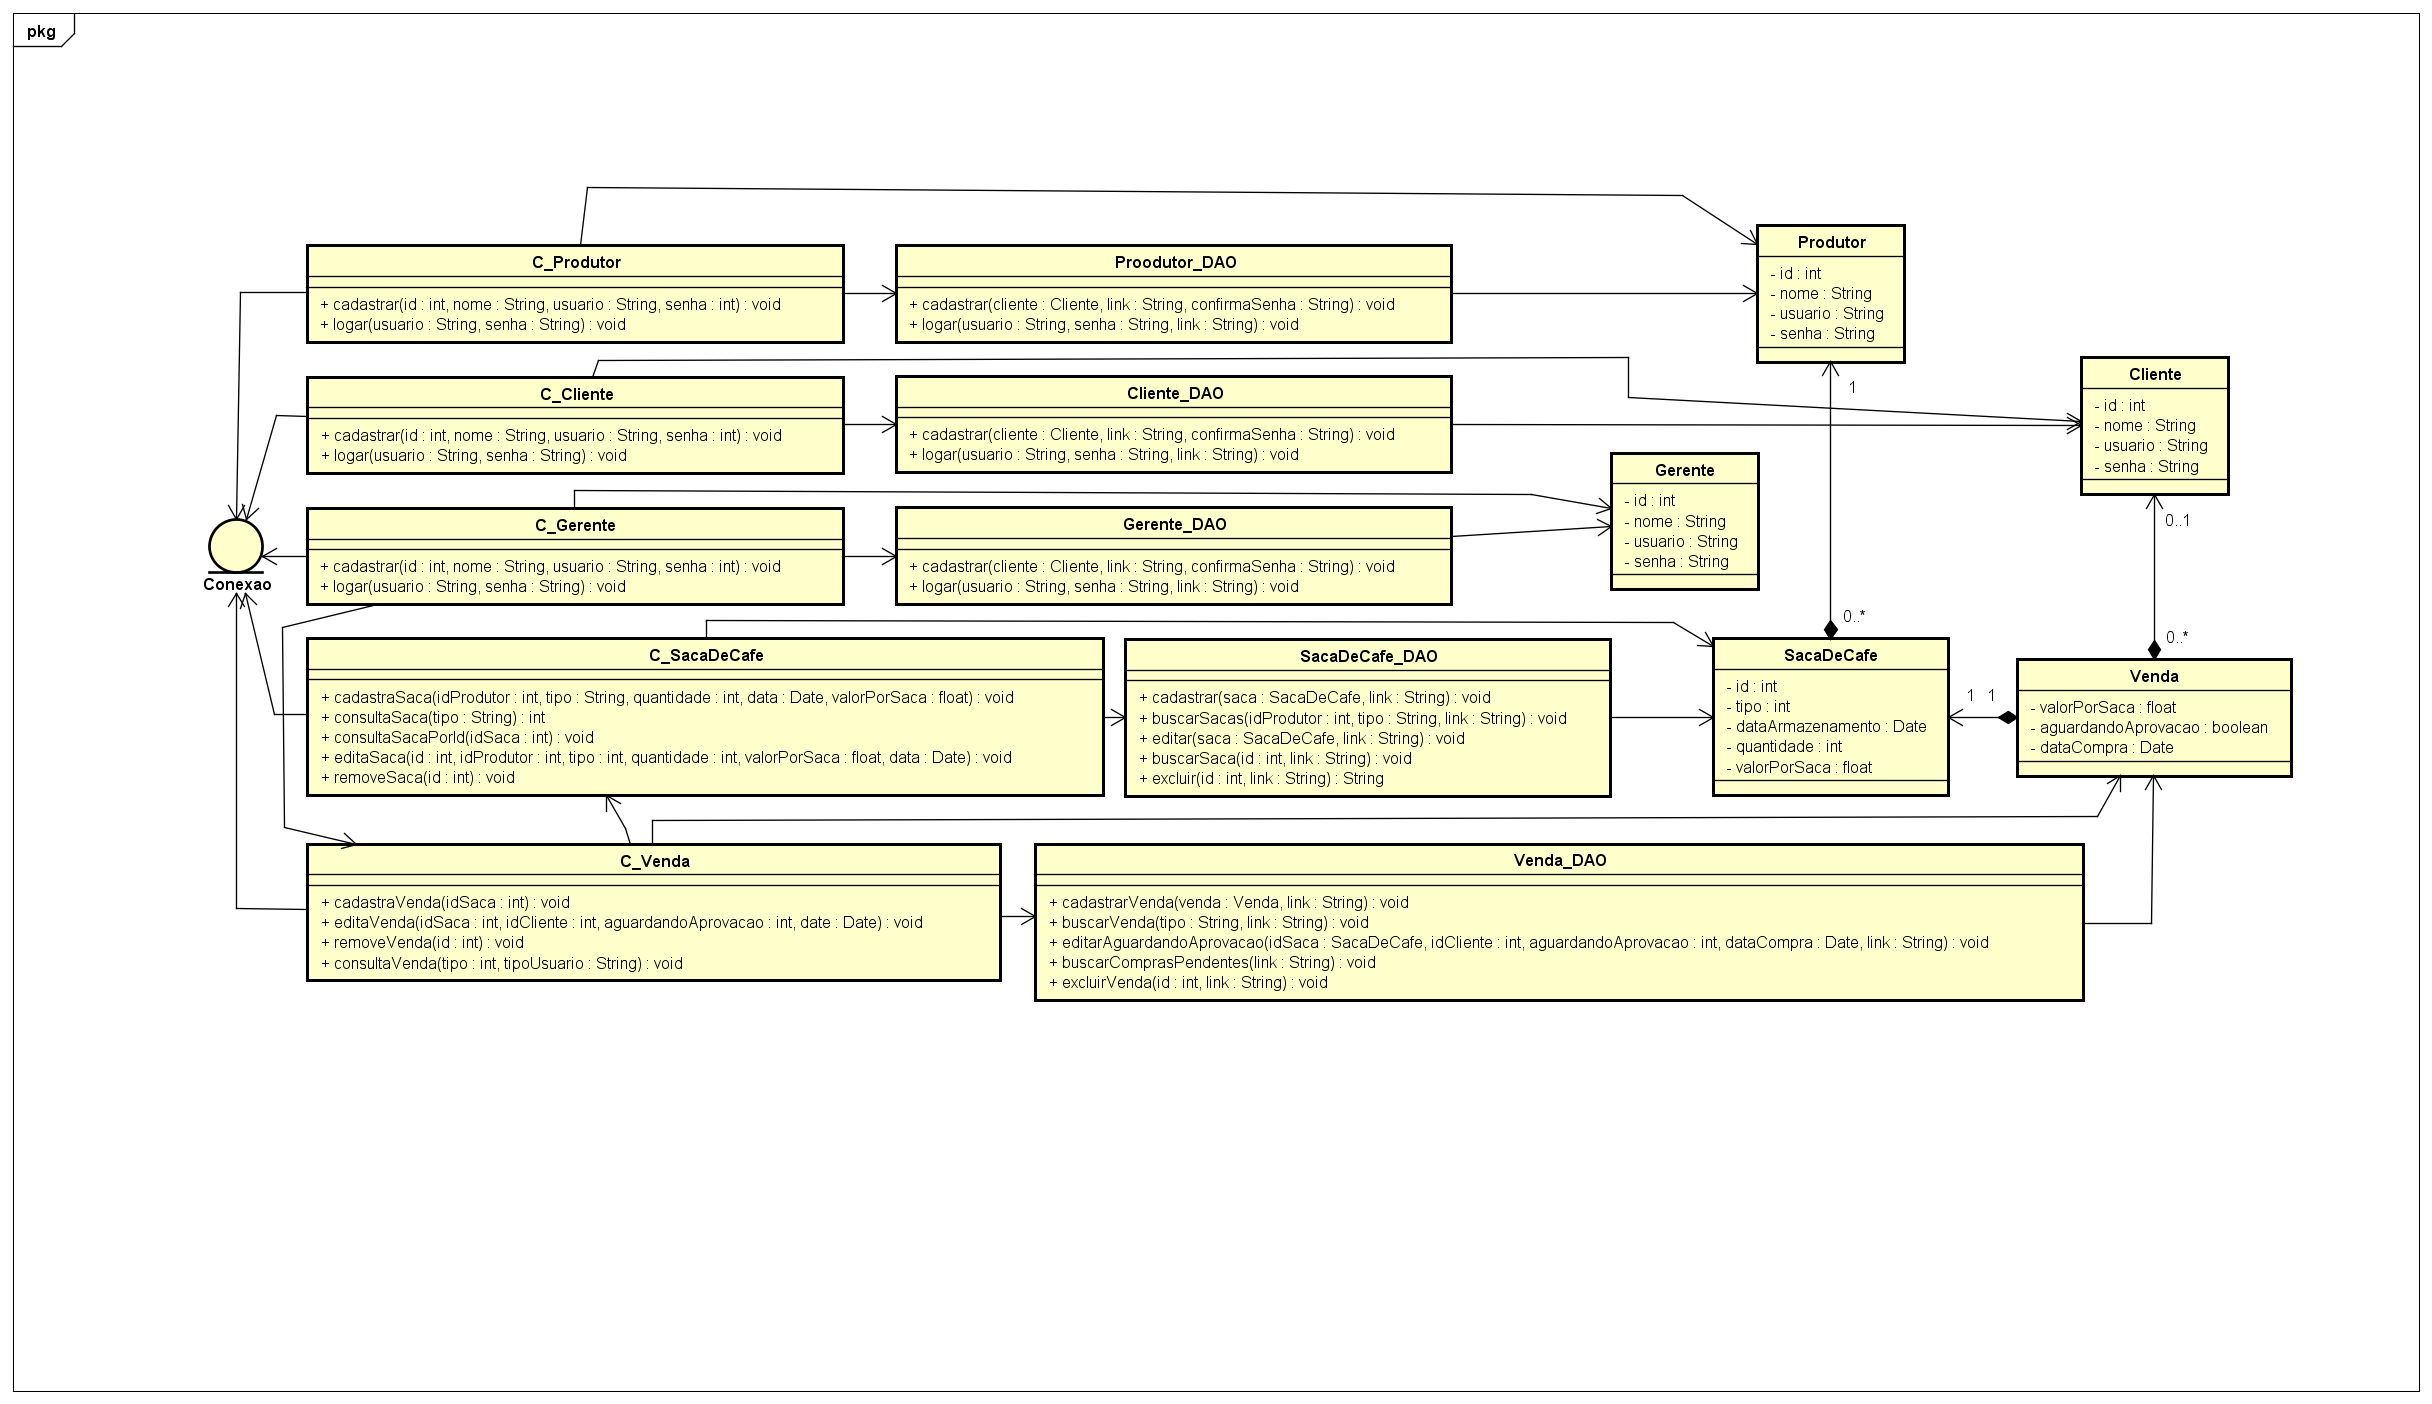 pkg
C_Produtor
+ cadastrar(id : int, nome : String, usuario : String, senha : int) : void
+ logar(usuario : String, senha : String) : void
Proodutor_DAO
+ cadastrar(cliente : Cliente, link : String, confirmaSenha : String) : void
+ logar(usuario : String, senha : String, link : String) : void
Produtor
- id : int
- nome : String
- usuario : String
- senha : String
1
C_Cliente
+ cadastrar(id : int, nome : String, usuario : String, senha : int) : void
+ logar(usuario : String, senha : String) : void
Cliente_DAO
+ cadastrar(cliente : Cliente, link : String, confirmaSenha : String) : void
+ logar(usuario : String, senha : String, link : String) : void
Cliente
- id : int
- nome : String
- usuario : String
- senha : String
0..1
Conexao
C_Gerente
+ cadastrar(id : int, nome : String, usuario : String, senha : int) : void
+ logar(usuario : String, senha : String) : void
Gerente_DAO
+ cadastrar(cliente : Cliente, link : String, confirmaSenha : String) : void
+ logar(usuario : String, senha : String, link : String) : void
Gerente
- id : int
- nome : String
- usuario : String
- senha : String
0..*
0..*
C_SacaDeCafe
+ cadastraSaca(idProdutor : int, tipo : String, quantidade : int, data : Date, valorPorSaca : float) : void
+ consultaSaca(tipo : String) : int
+ consultaSacaPorId(idSaca : int) : void
+ editaSaca(id : int, idProdutor : int, tipo : int, quantidade : int, valorPorSaca : float, data : Date) : void
+ removeSaca(id : int) : void
SacaDeCafe_DAO
+ cadastrar(saca : SacaDeCafe, link : String) : void
+ buscarSacas(idProdutor : int, tipo : String, link : String) : void
+ editar(saca : SacaDeCafe, link : String) : void
+ buscarSaca(id : int, link : String) : void
+ excluir(id : int, link : String) : String
SacaDeCafe
- id : int
- tipo : int
- dataArmazenamento : Date
- quantidade : int
- valorPorSaca : float
1 1
Venda
- valorPorSaca : float
- aguardandoAprovacao : boolean
- dataCompra : Date
C_Venda
+ cadastraVenda(idSaca : int) : void
+ editaVenda(idSaca : int, idCliente : int, aguardandoAprovacao : int, date : Date) : void
+ removeVenda(id : int) : void
+ consultaVenda(tipo : int, tipoUsuario : String) : void
Venda_DAO
+ cadastrarVenda(venda : Venda, link : String) : void
+ buscarVenda(tipo : String, link : String) : void
+ editarAguardandoAprovacao(idSaca : SacaDeCafe, idCliente : int, aguardandoAprovacao : int, dataCompra : Date, link : String) : void
+ buscarComprasPendentes(link : String) : void
+ excluirVenda(id : int, link : String) : void